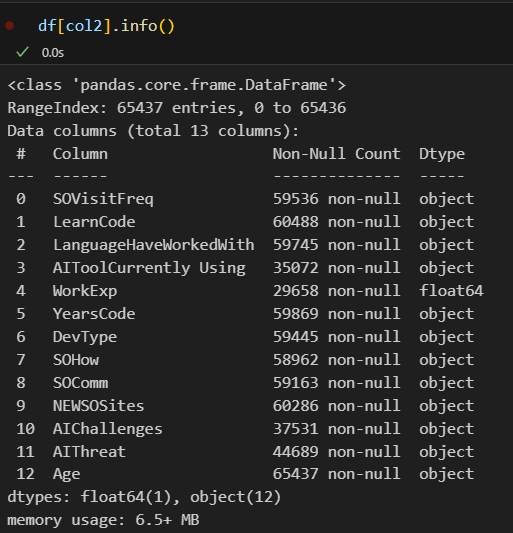 df[col2].info()
0.0s
<class 'pandas.core.frame.DataFrame'>
RangeIndex: 65437 entries, 0 to 65436
Data columns (total 13 columns):
 #   Column                 Non-Null Count  Dtype
---  ------                 --------------  -----
 0   SOVisitFreq            59536 non-null  object
 1   LearnCode              60488 non-null  object
 2   LanguageHaveWorkedWith 59745 non-null  object
 3   AIToolCurrently Using  35072 non-null  object
 4   WorkExp                29658 non-null  float64
 5   YearsCode              59869 non-null  object
 6   DevType                59445 non-null  object
 7   SOHow                  58962 non-null  object
 8   SOComm                 59163 non-null  object
 9   NEWSOSites             60286 non-null  object
 10  AIChallenges           37531 non-null  object
 11  AIThreat               44689 non-null  object
 12  Age                    65437 non-null  object
dtypes: float64(1), object(12)
memory usage: 6.5+ MB